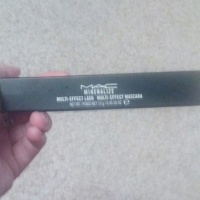 MAC
MINERALIZE
MULTI-EFFECT LASH MULTI-EFFECT MASCARA